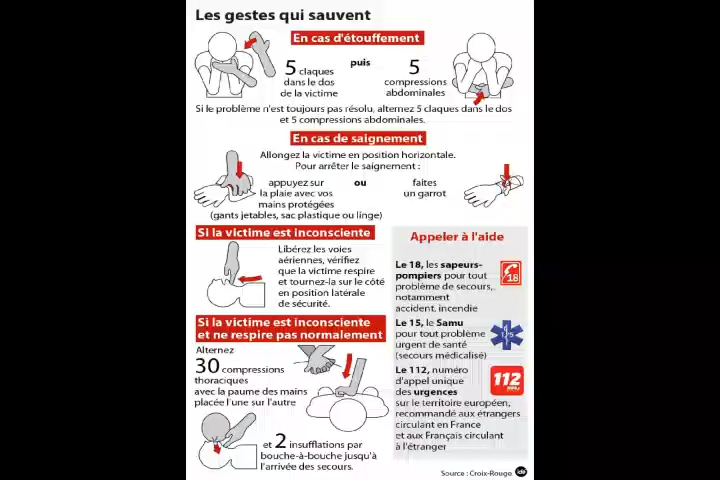 Les gestes qui sauvent
En cas d'étouffement
5 claques
dans le dos
de la victime
puis
5
compressions
abdominales
Si le problème n'est toujours pas résolu, alternez 5 claques dans le dos
et 5 compressions abdominales.
En cas de saignement
Allongez la victime en position horizontale.
Pour arrêter le saignement :
appuyez sur
la plaie avec vos
mains protégées
(gants jetables, sac plastique ou linge)
ou
faites
un garrot
Si la victime est inconsciente
Libérez les voies
aériennes, vérifiez
que la victime respire
et tournez-la sur le côté
en position latérale
de sécurité.
Si la victime est inconsciente
et ne respire pas normalement
Alternez
30 compressions
thoraciques
avec la paume des mains
placée l'une sur l'autre
et 2 insufflations par
bouche-à-bouche jusqu'à
l'arrivée des secours.
Appeler à l'aide
Le 18, les sapeurs-
pompiers pour tout
problème de secours,
notamment
accident, incendie
18
Le 15, le Samu
pour tout problème
urgent de santé
(secours médicalisé)
15
Le 112, numéro
d'appel unique
des urgences
sur le territoire européen,
recommandé aux étrangers
circulant en France
et aux Français circulant
à l'étranger
112
Source : Croix-Rouge
idé